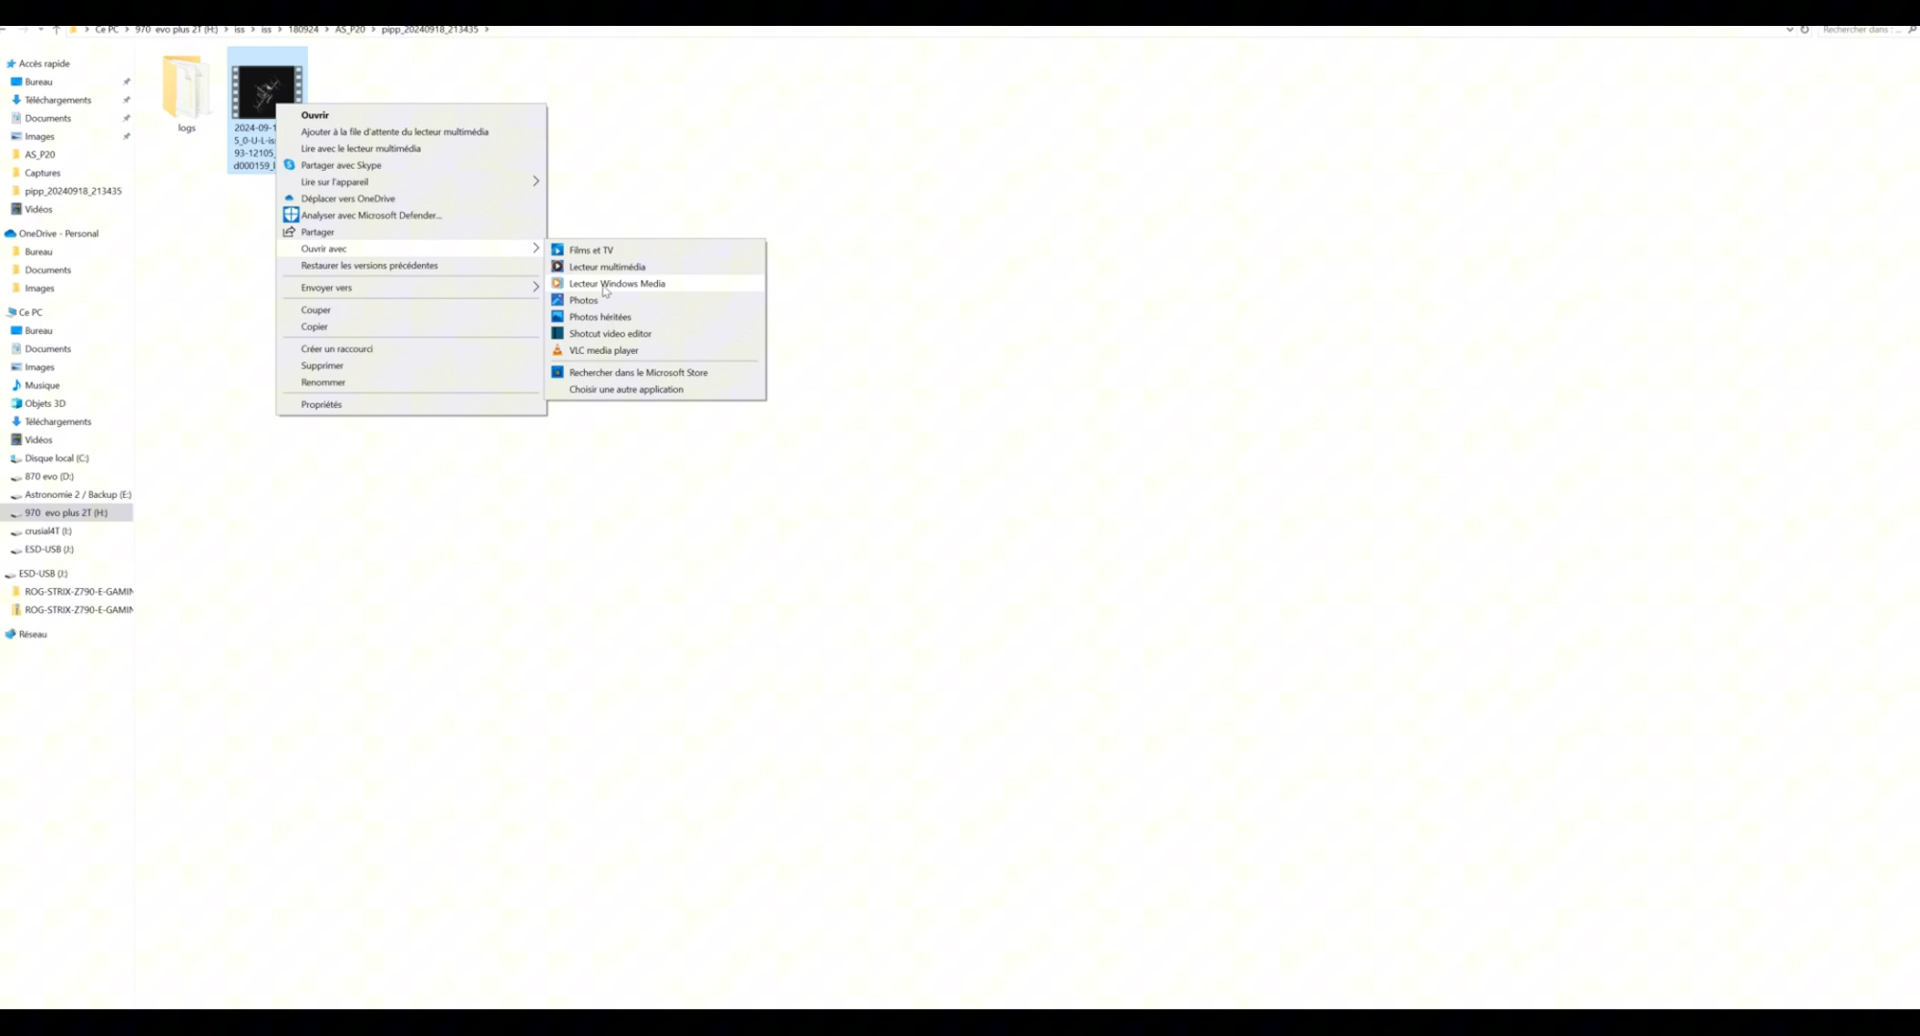 Ce PC > 970 evo plus 2T (H:) > iss > iss > 180924 > AS_P20 > pipp_20240918_213435 >
Rechercher dans : ...
Accès rapide
Bureau
Téléchargements
Documents
Images
AS_P20
Captures
pipp_20240918_213435
Vidéos
OneDrive - Personal
Bureau
Documents
Images
Ce PC
Bureau
Documents
Images
Musique
Objets 3D
Téléchargements
Vidéos
Disque local (C:)
870 evo (D:)
Astronomie 2 / Backup (E:)
970 evo plus 2T (H:)
crusial4T (I:)
ESD-USB (J:)
ESD-USB (J:)
ROG-STRIX-Z790-E-GAMIN
ROG-STRIX-Z790-E-GAMIN
Réseau
logs
2024-09-1
5_0-U-L-is
93-12105_
d000159_
Ouvrir
Ajouter à la file d'attente du lecteur multimédia
Lire avec le lecteur multimédia
Partager avec Skype
Lire sur l'appareil
Déplacer vers OneDrive
Analyser avec Microsoft Defender...
Partager
Ouvrir avec
Restaurer les versions précédentes
Envoyer vers
Couper
Copier
Créer un raccourci
Supprimer
Renommer
Propriétés
Films et TV
Lecteur multimédia
Lecteur Windows Media
Photos
Photos héritées
Shotcut video editor
VLC media player
Rechercher dans le Microsoft Store
Choisir une autre application